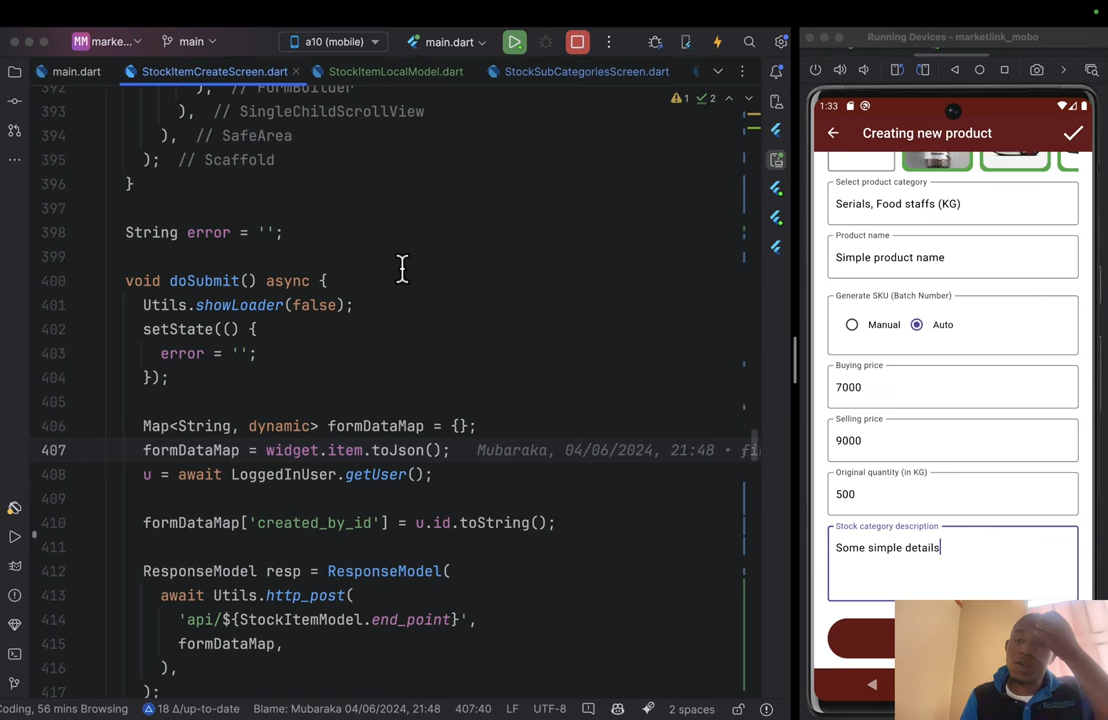 MM marke...
main
a10 (mobile)
main.dart
Running Devices - marketlink_mobo
main.dart
StockItemCreateScreen.dart
StockItemLocalModel.dart
StockSubCategoriesScreen.dart
392 ), // FormBuilder
393 ), // SingleChildScrollView
394 ), // SafeArea
395 ); // Scaffold
396 }
397
398 String error = '';
399
400 void doSubmit() async {
401 Utils.showLoader(false);
402 setState(() {
403 error = '';
404 });
405
406 Map<String, dynamic> formDataMap = {};
407 formDataMap = widget.item.toJson(); Mubaraka, 04/06/2024, 21:48 • fi
408 u = await LoggedInUser.getUser();
409
410 formDataMap['created_by_id'] = u.id.toString();
411
412 ResponseModel resp = ResponseModel(
413 await Utils.http_post(
414 'api/${StockItemModel.end_point}',
415 formDataMap,
416 ),
417 );
1
2
Coding, 56 mins Browsing
18 Δ/up-to-date
Blame: Mubaraka 04/06/2024, 21:48
407:40
LF
UTF-8
2 spaces
1:33
Creating new product
Select product category
Serials, Food staffs (KG)
Product name
Simple product name
Generate SKU (Batch Number)
Manual Auto
Buying price
7000
Selling price
9000
Original quantity (in KG)
500
Stock category description
Some simple details